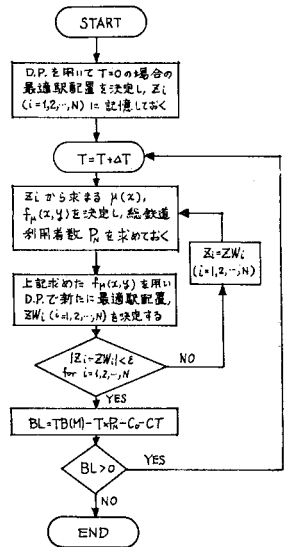 START
D.P.を用いて T=0 の場合の
最適駅配置を決定し, Zi
(i=1,2,…,N) に記憶しておく
T=T+ΔT
Zi から求まる μ(x),
fμ(x,y)を決定し, 総鉄道
利用者数 PN を求めておく
Zi=ZWi
(i=1,2,…,N)
上記求めた fμ(x,y) を用い
D.P.で新たに最適駅配置,
ZWi (i=1,2,…,N)を決定する
|Zi-ZWi|<ε
for i=1,2,…,N
NO
YES
BL=TB(M)-T×PN-C0-CT
BL>0
YES
NO
END